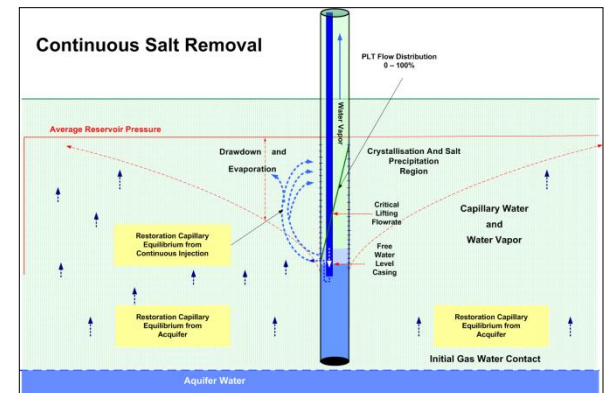 Continuous Salt Removal
PLT Flow Distribution
0 – 100%
Water Vapor
Average Reservoir Pressure
Drawdown and
Evaporation
Crystallisation And Salt
Precipitation
Region
Critical
Lifting
Flowrate
Capillary Water
and
Water Vapor
Restoration Capillary
Equilibrium from
Continuous Injection
Free
Water
Level
Casing
Restoration Capillary
Equilibrium from
Acquifer
Restoration Capillary
Equilibrium from
Acquifer
Initial Gas Water Contact
Aquifer Water